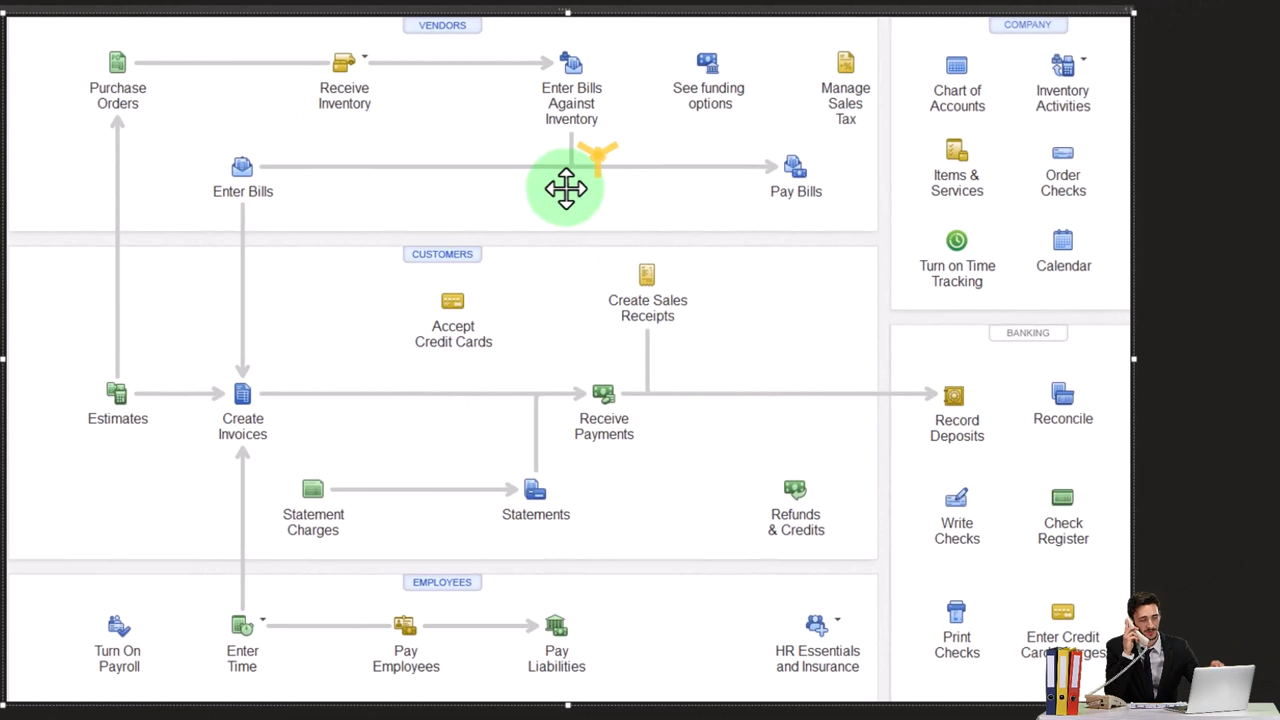 VENDORS
Purchase
Orders
Receive
Inventory
Enter Bills
Against
Inventory
See funding
options
Manage
Sales
Tax
Enter Bills
Pay Bills
CUSTOMERS
Accept
Credit Cards
Create Sales
Receipts
Estimates
Create
Invoices
Receive
Payments
Statement
Charges
Statements
Refunds
& Credits
EMPLOYEES
Turn On
Payroll
Enter
Time
Pay
Employees
Pay
Liabilities
HR Essentials
and Insurance
COMPANY
Chart of
Accounts
Inventory
Activities
Items &
Services
Order
Checks
Turn on Time
Tracking
Calendar
BANKING
Record
Deposits
Reconcile
Write
Checks
Check
Register
Print
Checks
Enter Credit
Card Charges